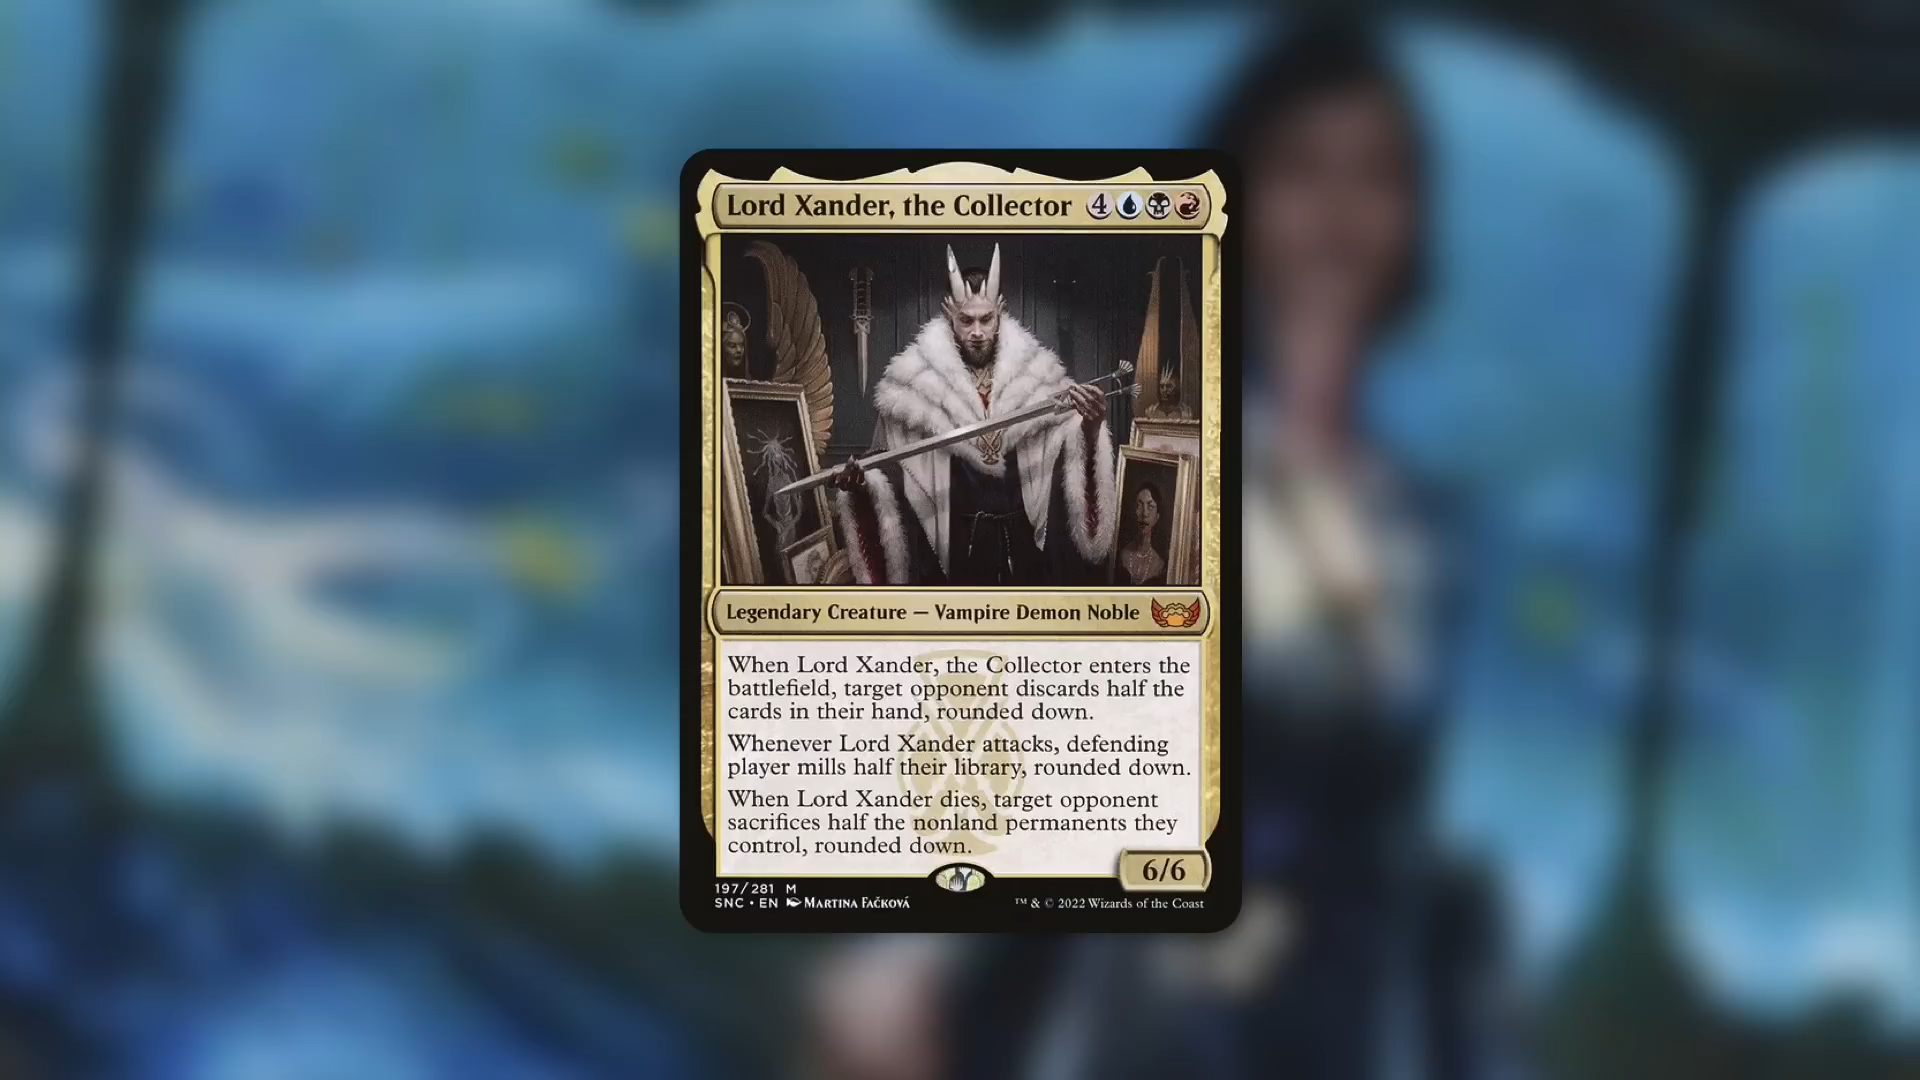 Lord Xander, the Collector 4
Legendary Creature — Vampire Demon Noble
When Lord Xander, the Collector enters the
battlefield, target opponent discards half the
cards in their hand, rounded down.
Whenever Lord Xander attacks, defending
player mills half their library, rounded down.
When Lord Xander dies, target opponent
sacrifices half the nonland permanents they
control, rounded down.
6/6
197/281 M
SNC • EN Martina Fačková
™ & © 2022 Wizards of the Coast